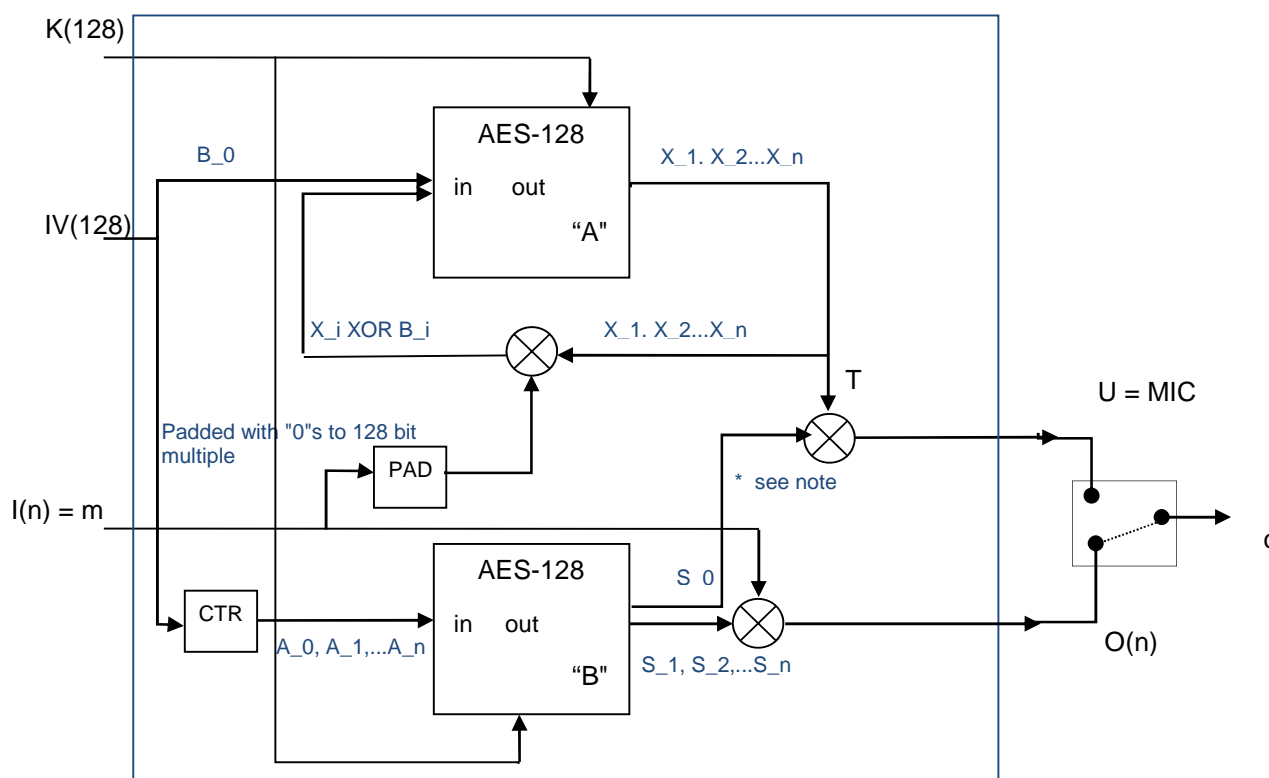 K(128)
AES-128
B_0
X_1. X_2...X_n
in out
“A"
IV(128)
X_i XOR B_i
X_1. X_2...X_n
T
U = MIC
Padded with "0"s to 128 bit
multiple
PAD
* see note
I(n) = m
AES-128
S_0
CTR
in out
A_0, A_1,...A_n
S_1, S_2,...S_n
“B"
O(n)